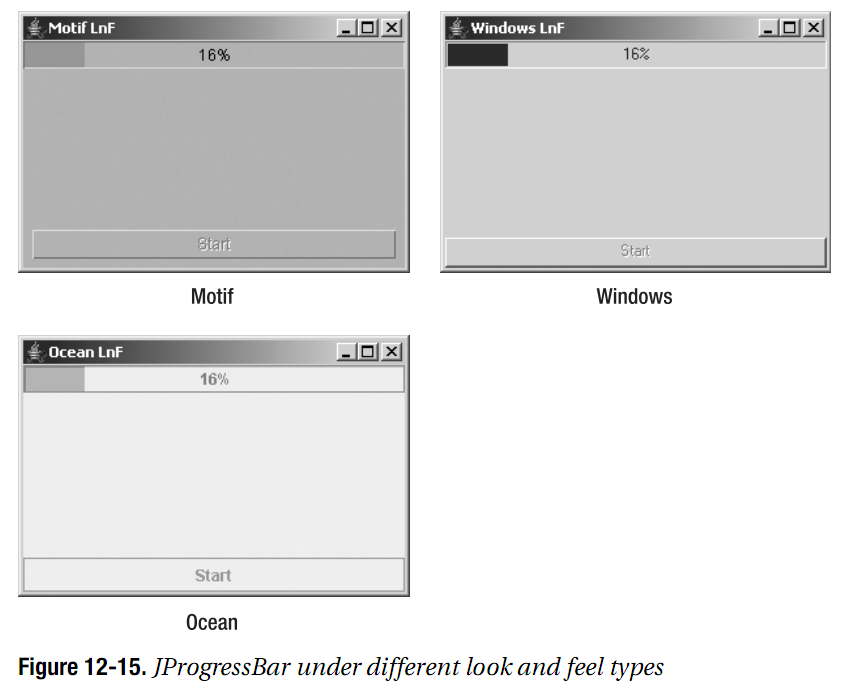 Motif LnF
16%
Start
Motif
Windows LnF
16%
Start
Windows
Ocean LnF
16%
Start
Ocean
Figure 12-15. JProgressBar under different look and feel types